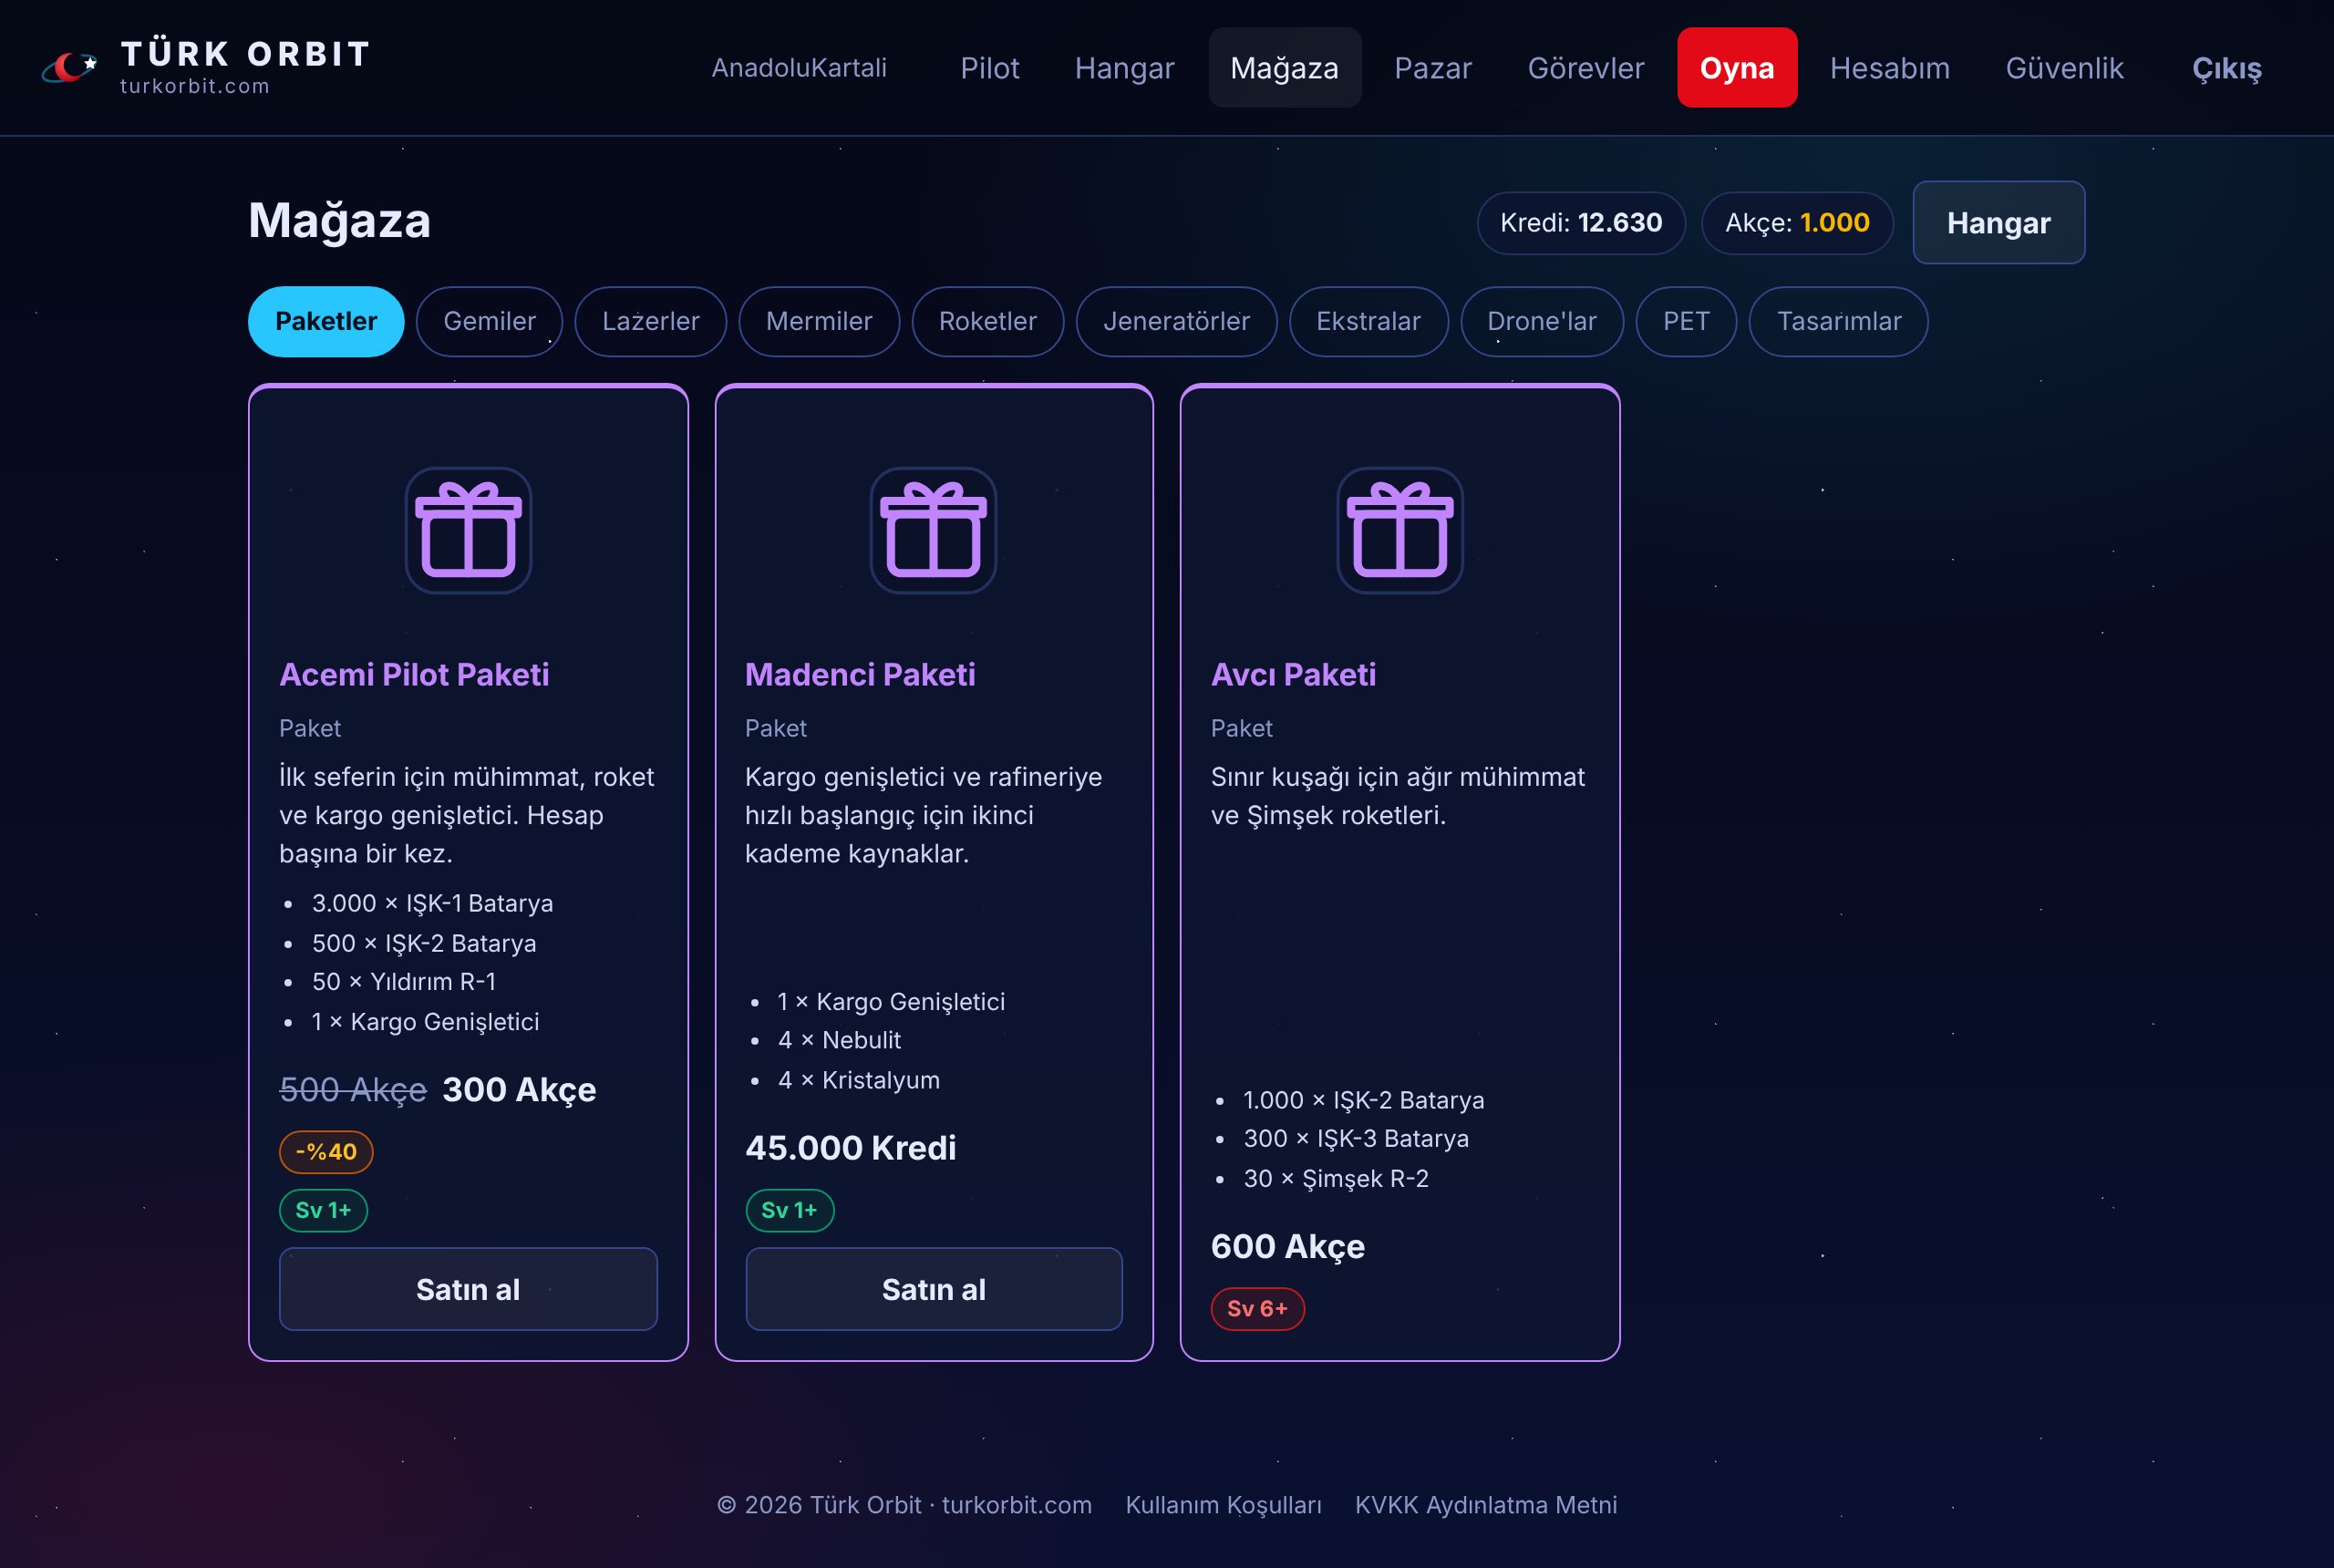 TÜRK ORBIT
turkorbit.com
AnadoluKartali
Pilot
Hangar
Mağaza
Pazar
Görevler
Oyna
Hesabım
Güvenlik
Çıkış
Mağaza
Kredi: 12.630
Akçe: 1.000
Hangar
Paketler
Gemiler
Lazerler
Mermiler
Roketler
Jeneratörler
Ekstralar
Drone'lar
PET
Tasarımlar
Acemi Pilot Paketi
Paket
İlk seferin için mühimmat, roket
ve kargo genişletici. Hesap
başına bir kez.
• 3.000 × IŞK-1 Batarya
• 500 × IŞK-2 Batarya
• 50 × Yıldırım R-1
• 1 × Kargo Genişletici
500 Akçe 300 Akçe
-%40
Sv 1+
Satın al
Madenci Paketi
Paket
Kargo genişletici ve rafineriye
hızlı başlangıç için ikinci
kademe kaynaklar.
• 1 × Kargo Genişletici
• 4 × Nebulit
• 4 × Kristalyum
45.000 Kredi
Sv 1+
Satın al
Avcı Paketi
Paket
Sınır kuşağı için ağır mühimmat
ve Şimşek roketleri.
• 1.000 × IŞK-2 Batarya
• 300 × IŞK-3 Batarya
• 30 × Şimşek R-2
600 Akçe
Sv 6+
© 2026 Türk Orbit · turkorbit.com
Kullanım Koşulları
KVKK Aydınlatma Metni